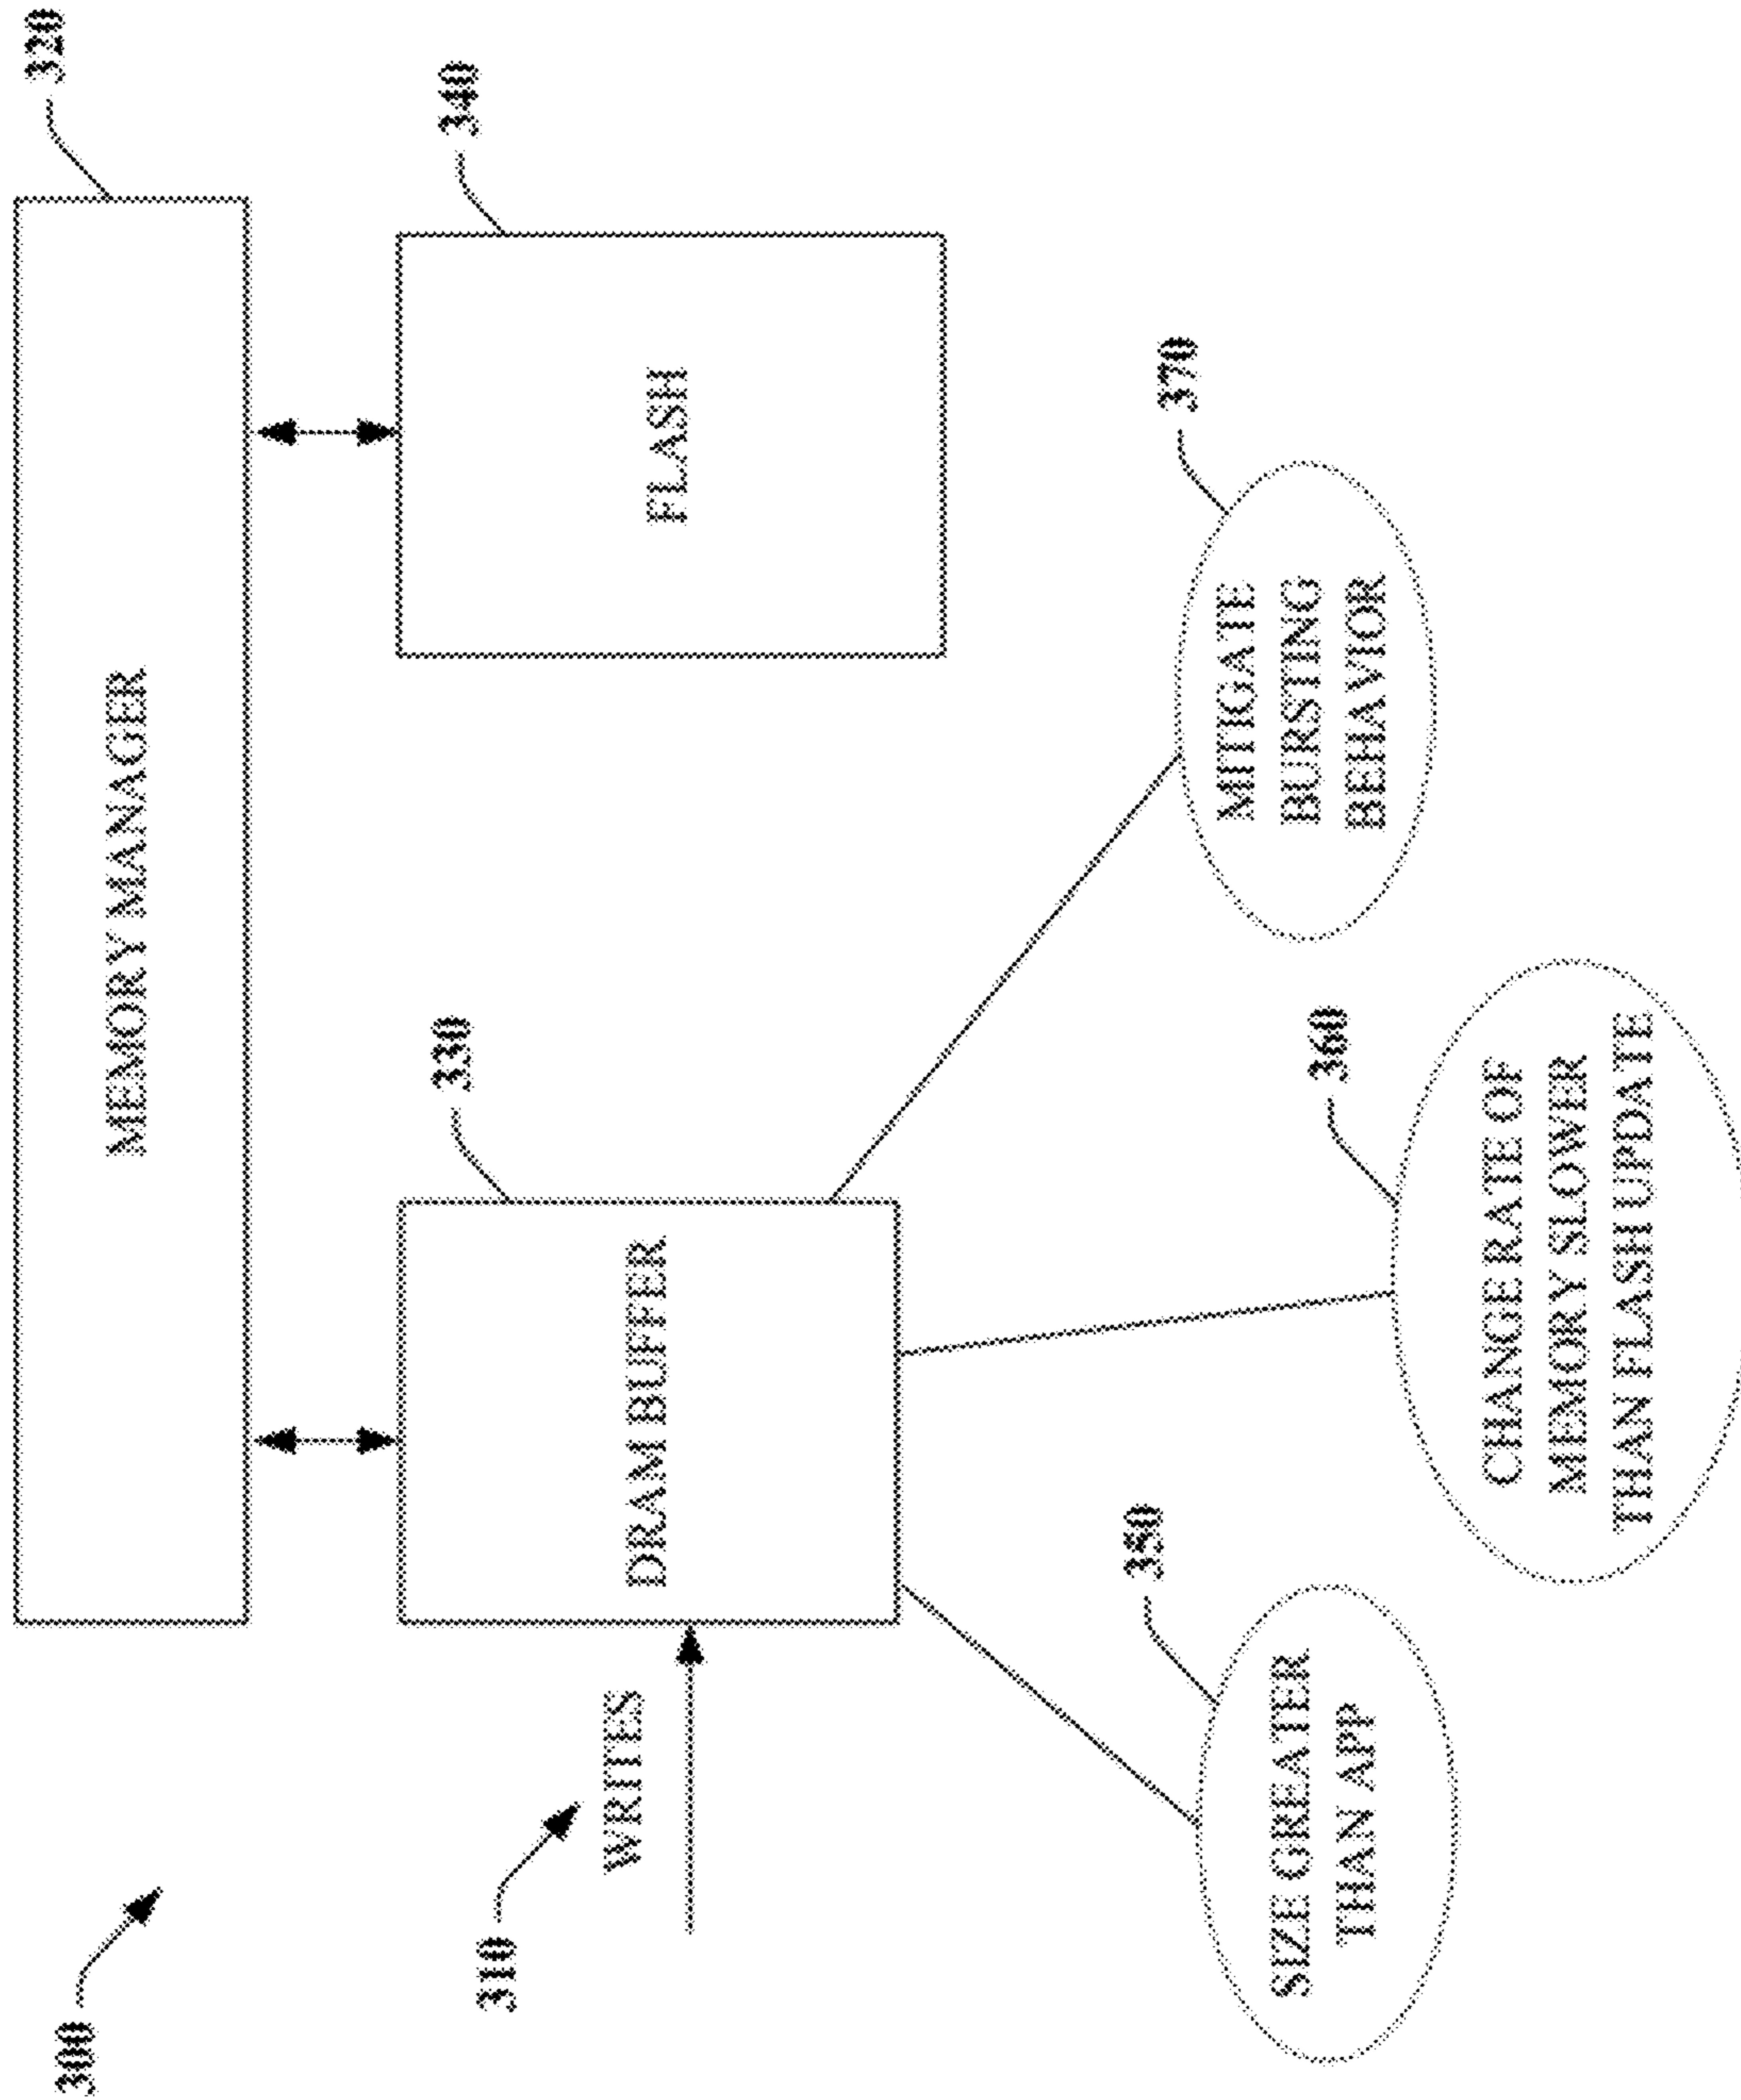 300
320
MEMORY MANAGER
310
WRITES
330
DRAM BUFFER
340
FLASH
350
SIZE GREATER
THAN APP
360
CHANGE RATE OF
MEMORY SLOWER
THAN FLASH UPDATE
370
MITIGATE
BURSTING
BEHAVIOR